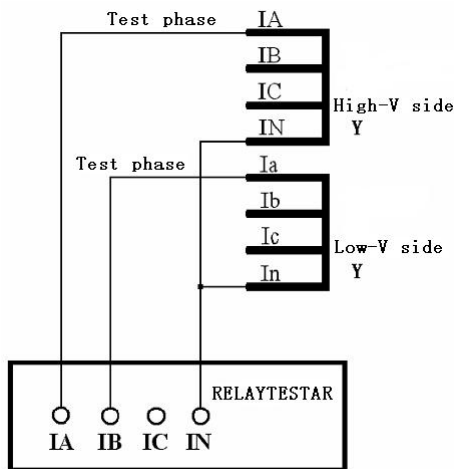 Test phase
IA
IB
IC
High-V side
IN
Y
Test phase
Ia
Ib
Ic
Low-V side
In
Y
RELAYTESTAR
IA IB IC IN